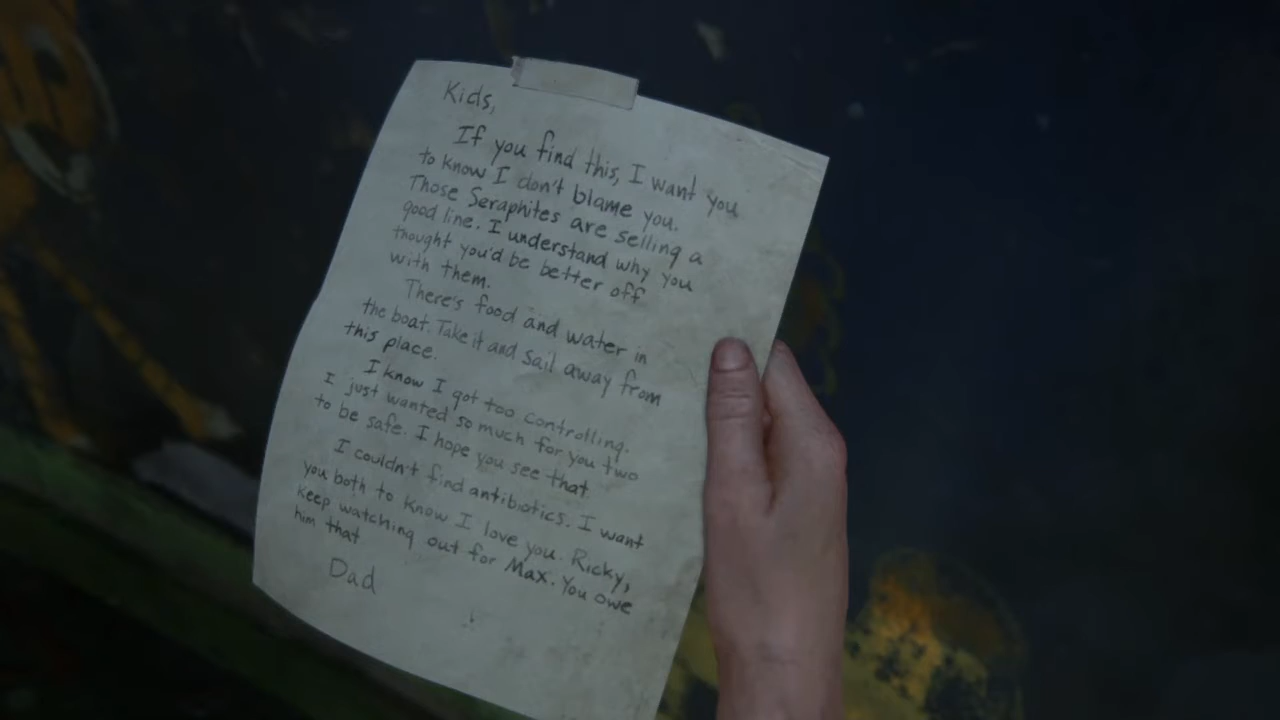 Kids,
If you find this, I want you
to know I don't blame you.
Those Seraphites are selling a
good line. I understand why you
thought you'd be better off
with them.
There's food and water in
the boat. Take it and sail away from
this place.
I know I got too controlling.
I just wanted so much for you two
to be safe. I hope you see that.
I couldn't find antibiotics. I want
you both to know I love you. Ricky,
keep watching out for Max. You owe
him that
Dad